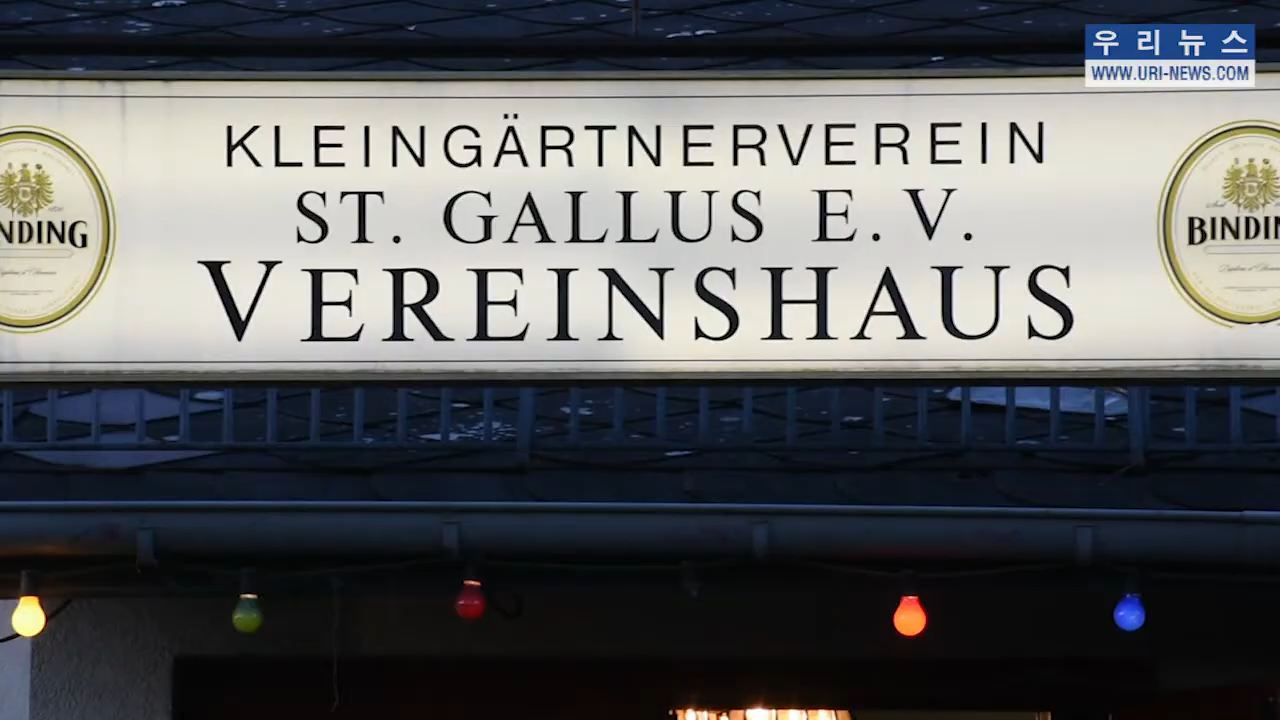 우리뉴스
WWW.URI-NEWS.COM
KLEINGÄRTNERVEREIN
ST. GALLUS E.V.
VEREINSHAUS
BINDING
BINDING